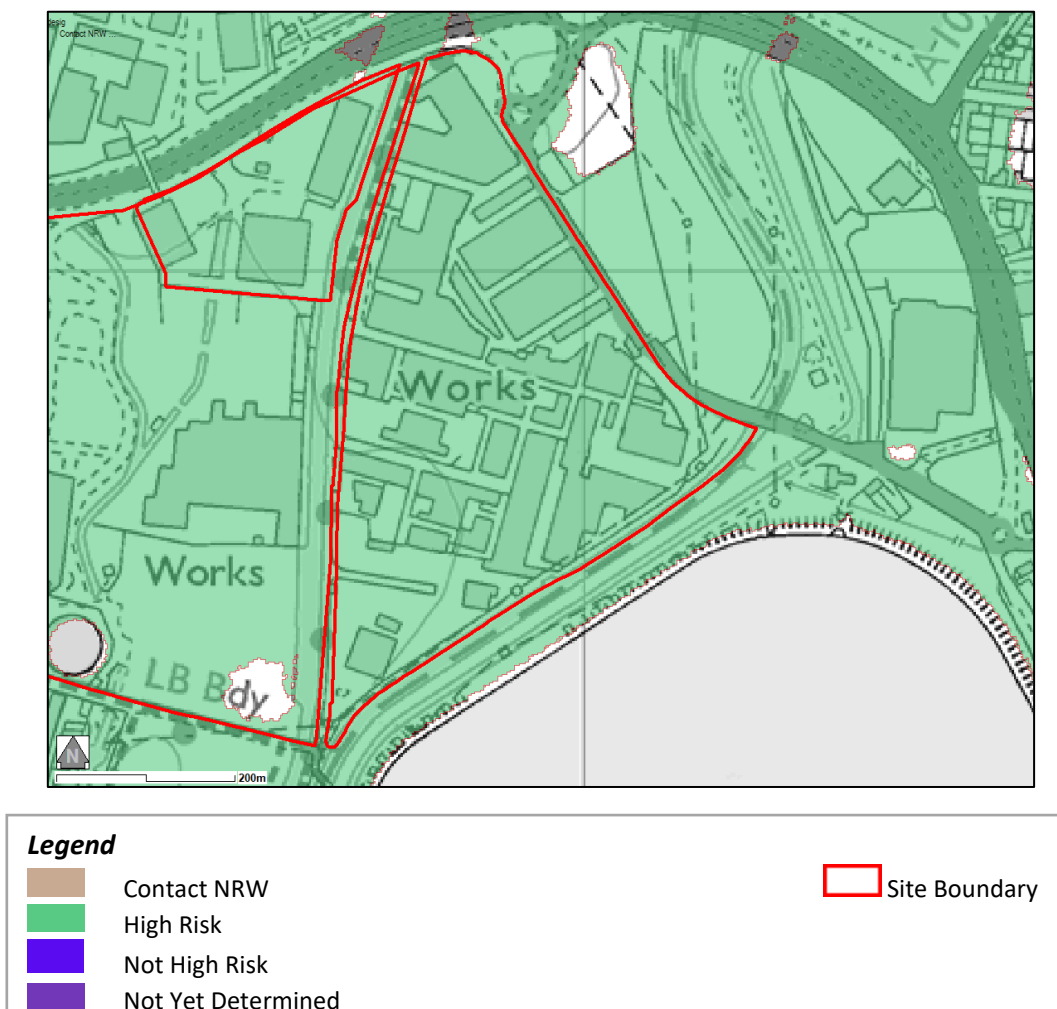 desig
Contact NRW ...
A-10
Works
Works
LB Bdy
N
200m
Legend
Contact NRW
High Risk
Not High Risk
Not Yet Determined
Site Boundary